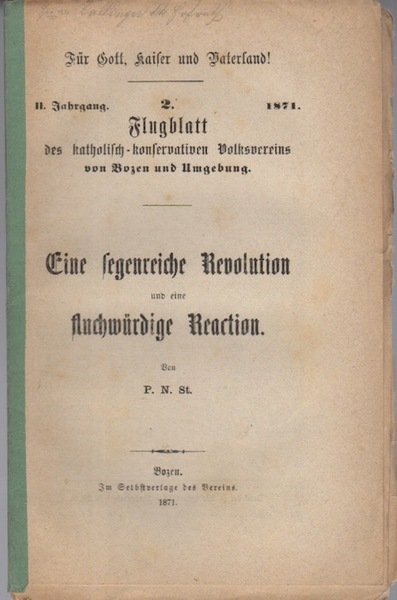 Für Gott, Kaiser und Vaterland!
II. Jahrgang. 2. 1871.
Flugblatt
des katholisch-konservativen Volksvereins
von Bozen und Umgebung.
Eine segenreiche Revolution
und eine
fluchwürdige Reaction.
Von
P. N. St.
Bozen.
Im Selbstverlage des Vereins.
1871.